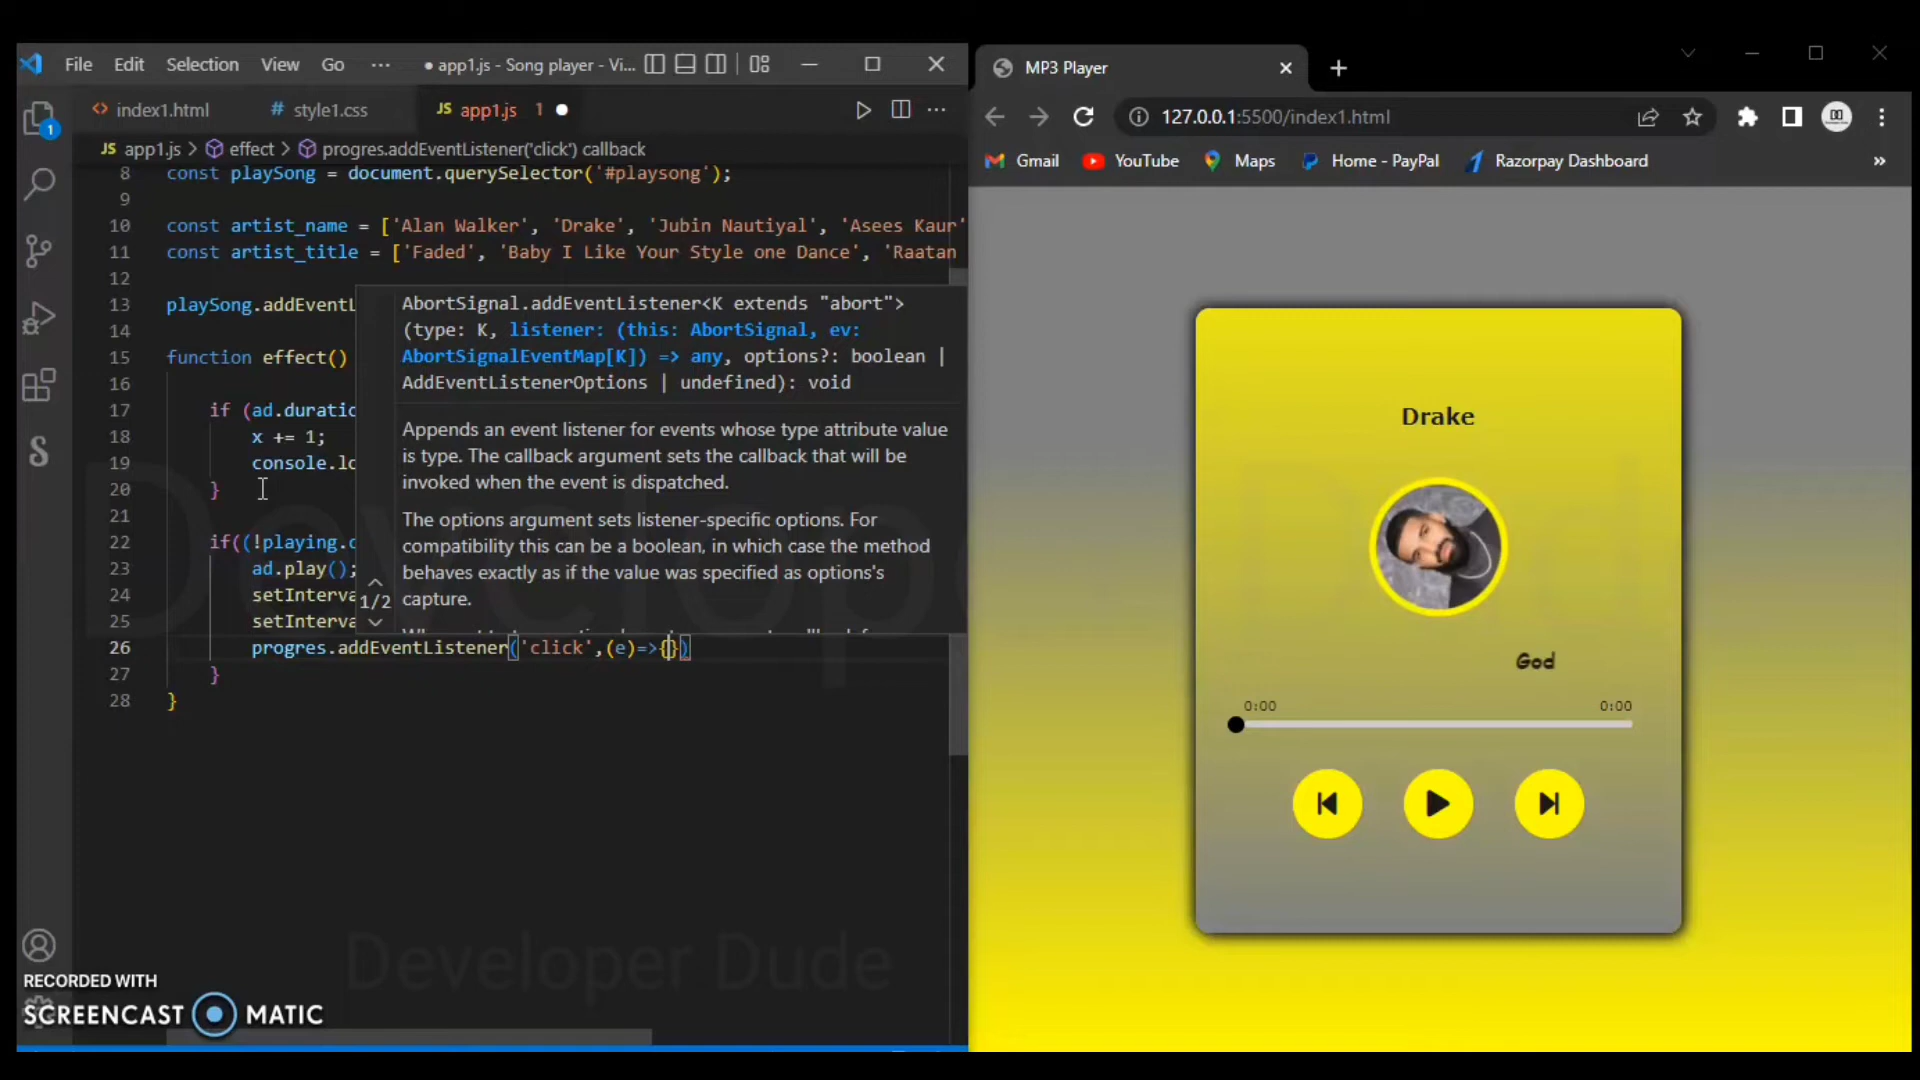 File Edit Selection View Go ··· ● app1.js - Song player - Vi...
index1.html # style1.css JS app1.js 1 ●
JS app1.js > effect > progres.addEventListener('click') callback
8 const playSong = document.querySelector('#playsong');
9
10 const artist_name = ['Alan Walker', 'Drake', 'Jubin Nautiyal', 'Asees Kaur'
11 const artist_title = ['Faded', 'Baby I Like Your Style one Dance', 'Raatan
12
13 playSong.addEventL
14
15 function effect()
16
17 if (ad.duratio
18 x += 1;
19 console.lo
20 }
21
22 if((!playing.c
23 ad.play();
24 setInterva
25 setInterva
26 progres.addEventListener('click',(e)=>{})
27 }
28 }
AbortSignal.addEventListener<K extends "abort">
(type: K, listener: (this: AbortSignal, ev:
AbortSignalEventMap[K]) => any, options?: boolean |
AddEventListenerOptions | undefined): void
Appends an event listener for events whose type attribute value
is type. The callback argument sets the callback that will be
invoked when the event is dispatched.
The options argument sets listener-specific options. For
compatibility this can be a boolean, in which case the method
behaves exactly as if the value was specified as options's
capture.
1/2
1
Developer Dude
RECORDED WITH
SCREENCAST MATIC
MP3 Player
127.0.0.1:5500/index1.html
Gmail YouTube Maps Home - PayPal Razorpay Dashboard »
Drake
God
0:00 0:00